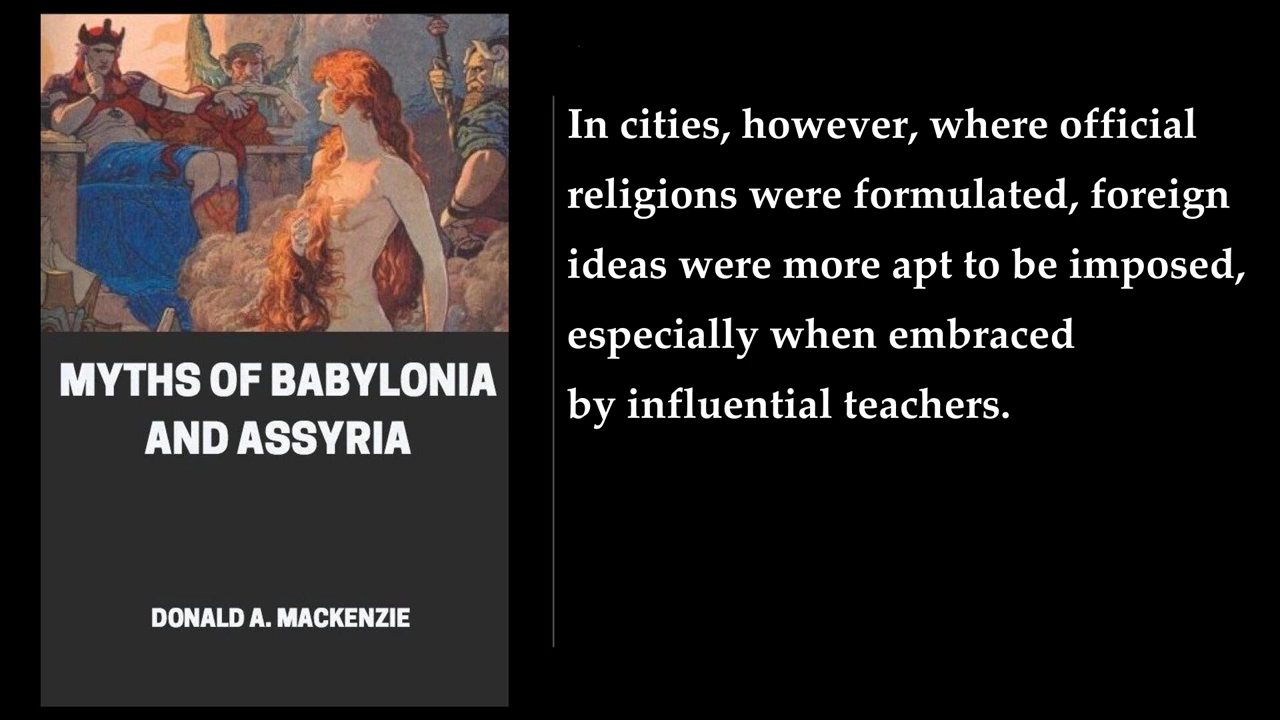 MYTHS OF BABYLONIA
AND ASSYRIA
DONALD A. MACKENZIE
In cities, however, where official
religions were formulated, foreign
ideas were more apt to be imposed,
especially when embraced
by influential teachers.